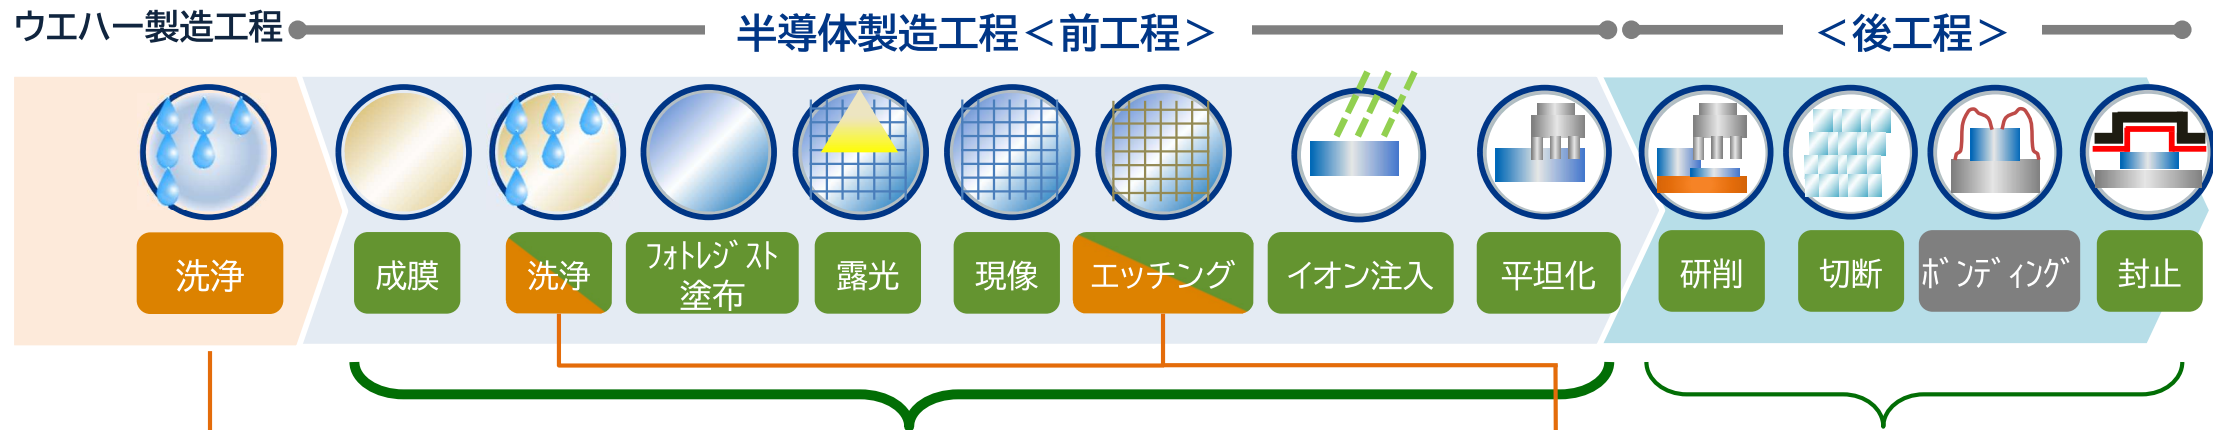 ウエハー製造工程
半導体製造工程＜前工程＞
＜後工程＞
洗浄
成膜
洗浄
ﾌｫﾄﾚｼﾞｽﾄ
塗布
露光
現像
エッチング
イオン注入
平坦化
研削
切断
ﾎﾞﾝﾃﾞｨﾝｸﾞ
封止